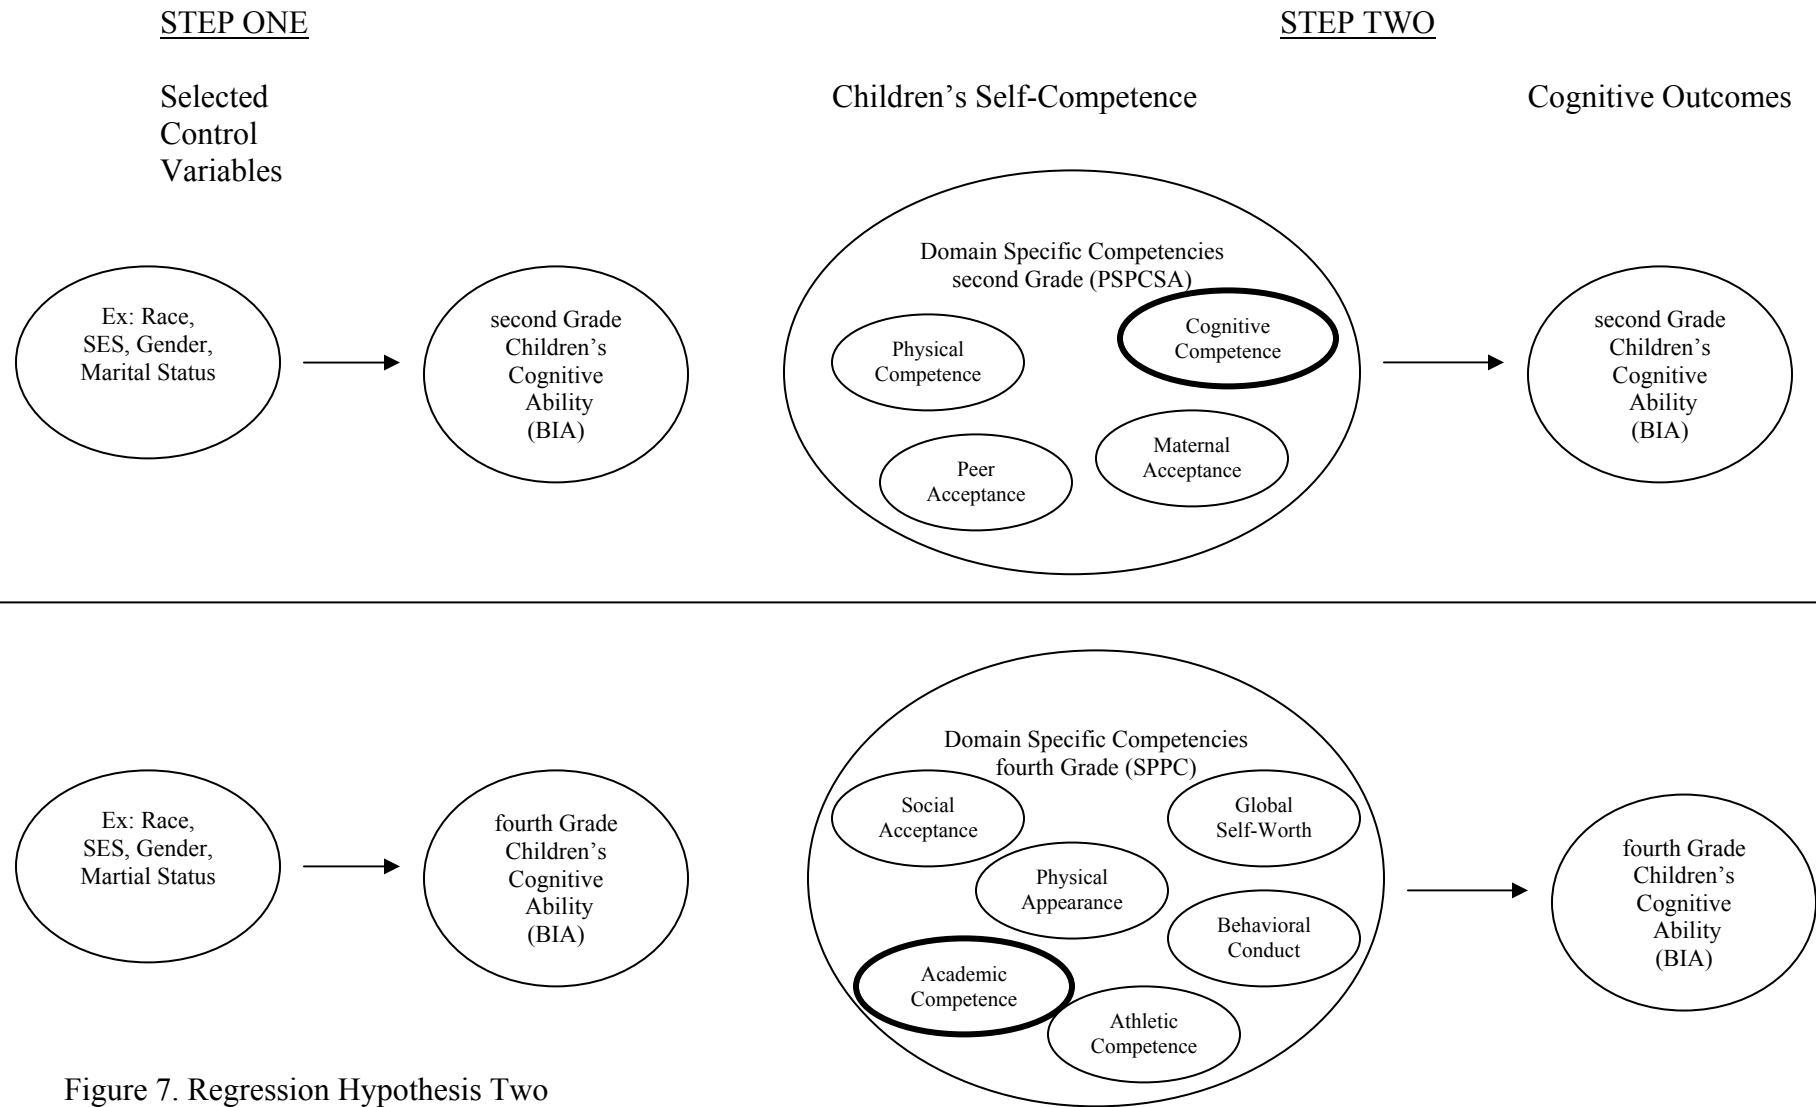 STEP ONE
STEP TWO
Selected
Control
Variables
Children's Self-Competence
Cognitive Outcomes
Ex: Race,
SES, Gender,
Marital Status
second Grade
Children's
Cognitive
Ability
(BIA)
Domain Specific Competencies
second Grade (PSPCSA)
Physical
Competence
Cognitive
Competence
Peer
Acceptance
Maternal
Acceptance
second Grade
Children's
Cognitive
Ability
(BIA)
Ex: Race,
SES, Gender,
Martial Status
fourth Grade
Children's
Cognitive
Ability
(BIA)
Domain Specific Competencies
fourth Grade (SPPC)
Social
Acceptance
Global
Self-Worth
Physical
Appearance
Behavioral
Conduct
Academic
Competence
Athletic
Competence
fourth Grade
Children's
Cognitive
Ability
(BIA)
Figure 7. Regression Hypothesis Two